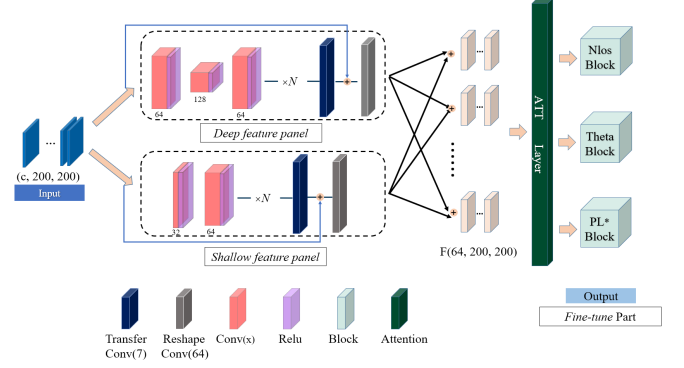 64
128
64
×N
Deep feature panel
(c, 200, 200)
Input
32
64
×N
Shallow feature panel
F(64, 200, 200)
ATT Layer
Nlos
Block
Theta
Block
PL*
Block
Output
Fine-tune Part
Transfer
Conv(7)
Reshape
Conv(64)
Conv(x)
Relu
Block
Attention